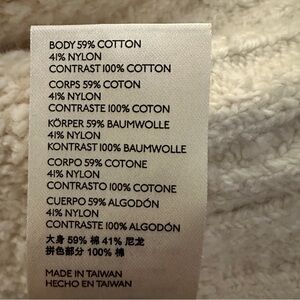 BODY 59% COTTON
41% NYLON
CONTRAST 100% COTTON
CORPS 59% COTON
41% NYLON
CONTRASTE 100% COTON
KÖRPER 59% BAUMWOLLE
41% NYLON
KONTRAST 100% BAUMWOLLE
CORPO 59% COTONE
41% NYLON
CONTRASTO 100% COTONE
CUERPO 59% ALGODÓN
41% NYLON
CONTRASTE 100% ALGODÓN
大身 59% 棉 41% 尼龙
拼色部分 100% 棉
MADE IN TAIWAN
HECHO EN TAIWAN